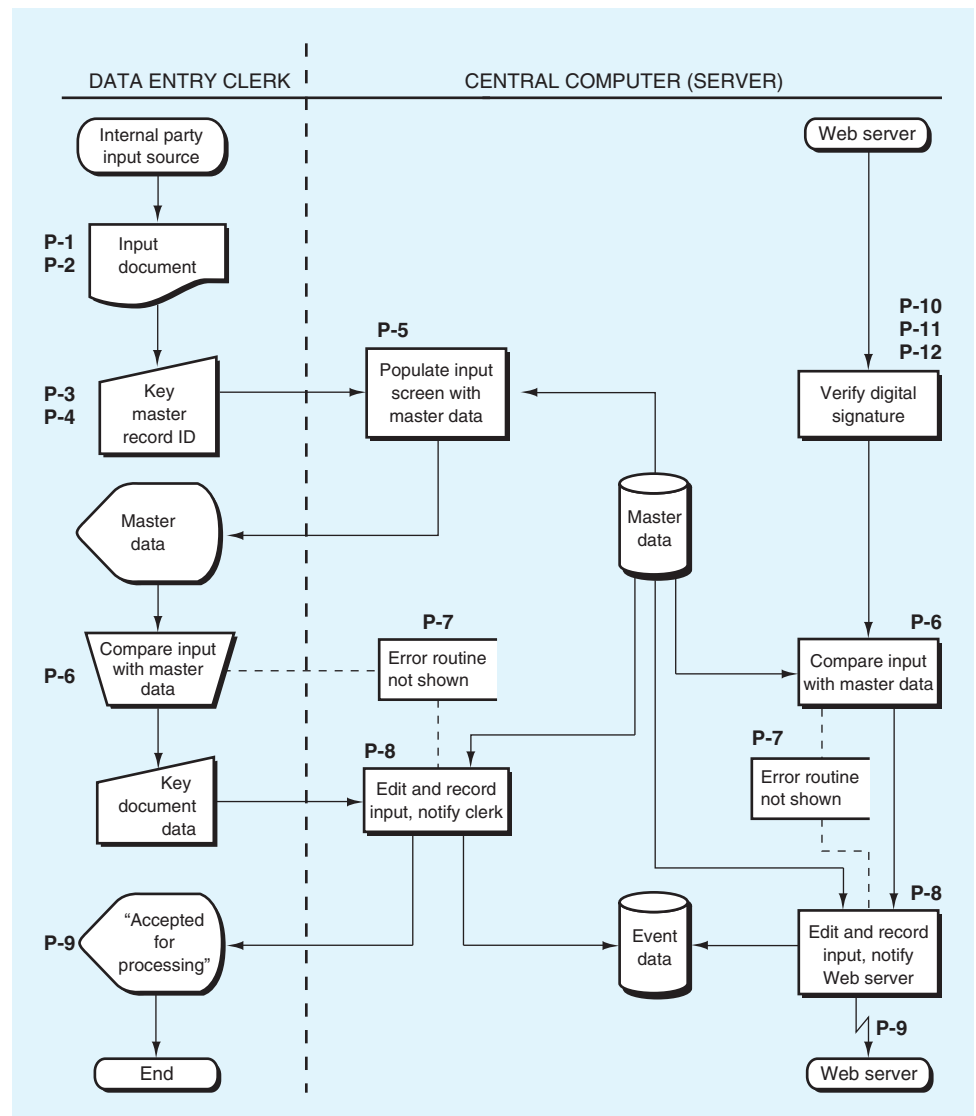 DATA ENTRY CLERK
CENTRAL COMPUTER (SERVER)
Internal party
input source
Web server
P-1
P-2
Input
document
P-10
P-11
P-12
P-5
Populate input
screen with
master data
Verify digital
signature
P-3
P-4
Key
master
record ID
Master
data
Master
data
P-7
P-6
Compare input
with master
data
P-6
Error routine
not shown
Compare input
with master data
P-8
P-7
Key
document
data
Edit and record
input, notify clerk
Error routine
not shown
P-8
"Accepted
for
processing"
P-9
Event
data
Edit and record
input, notify
Web server
P-9
End
Web server